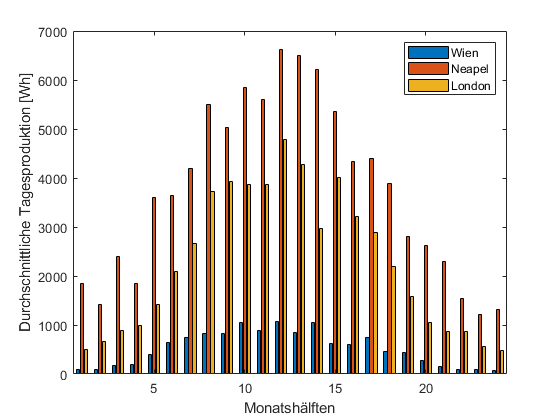 7000
6000
5000
4000
3000
2000
1000
0
Durchschnittliche Tagesproduktion [Wh]
Wien
Neapel
London
5
10
15
20
Monatshälften